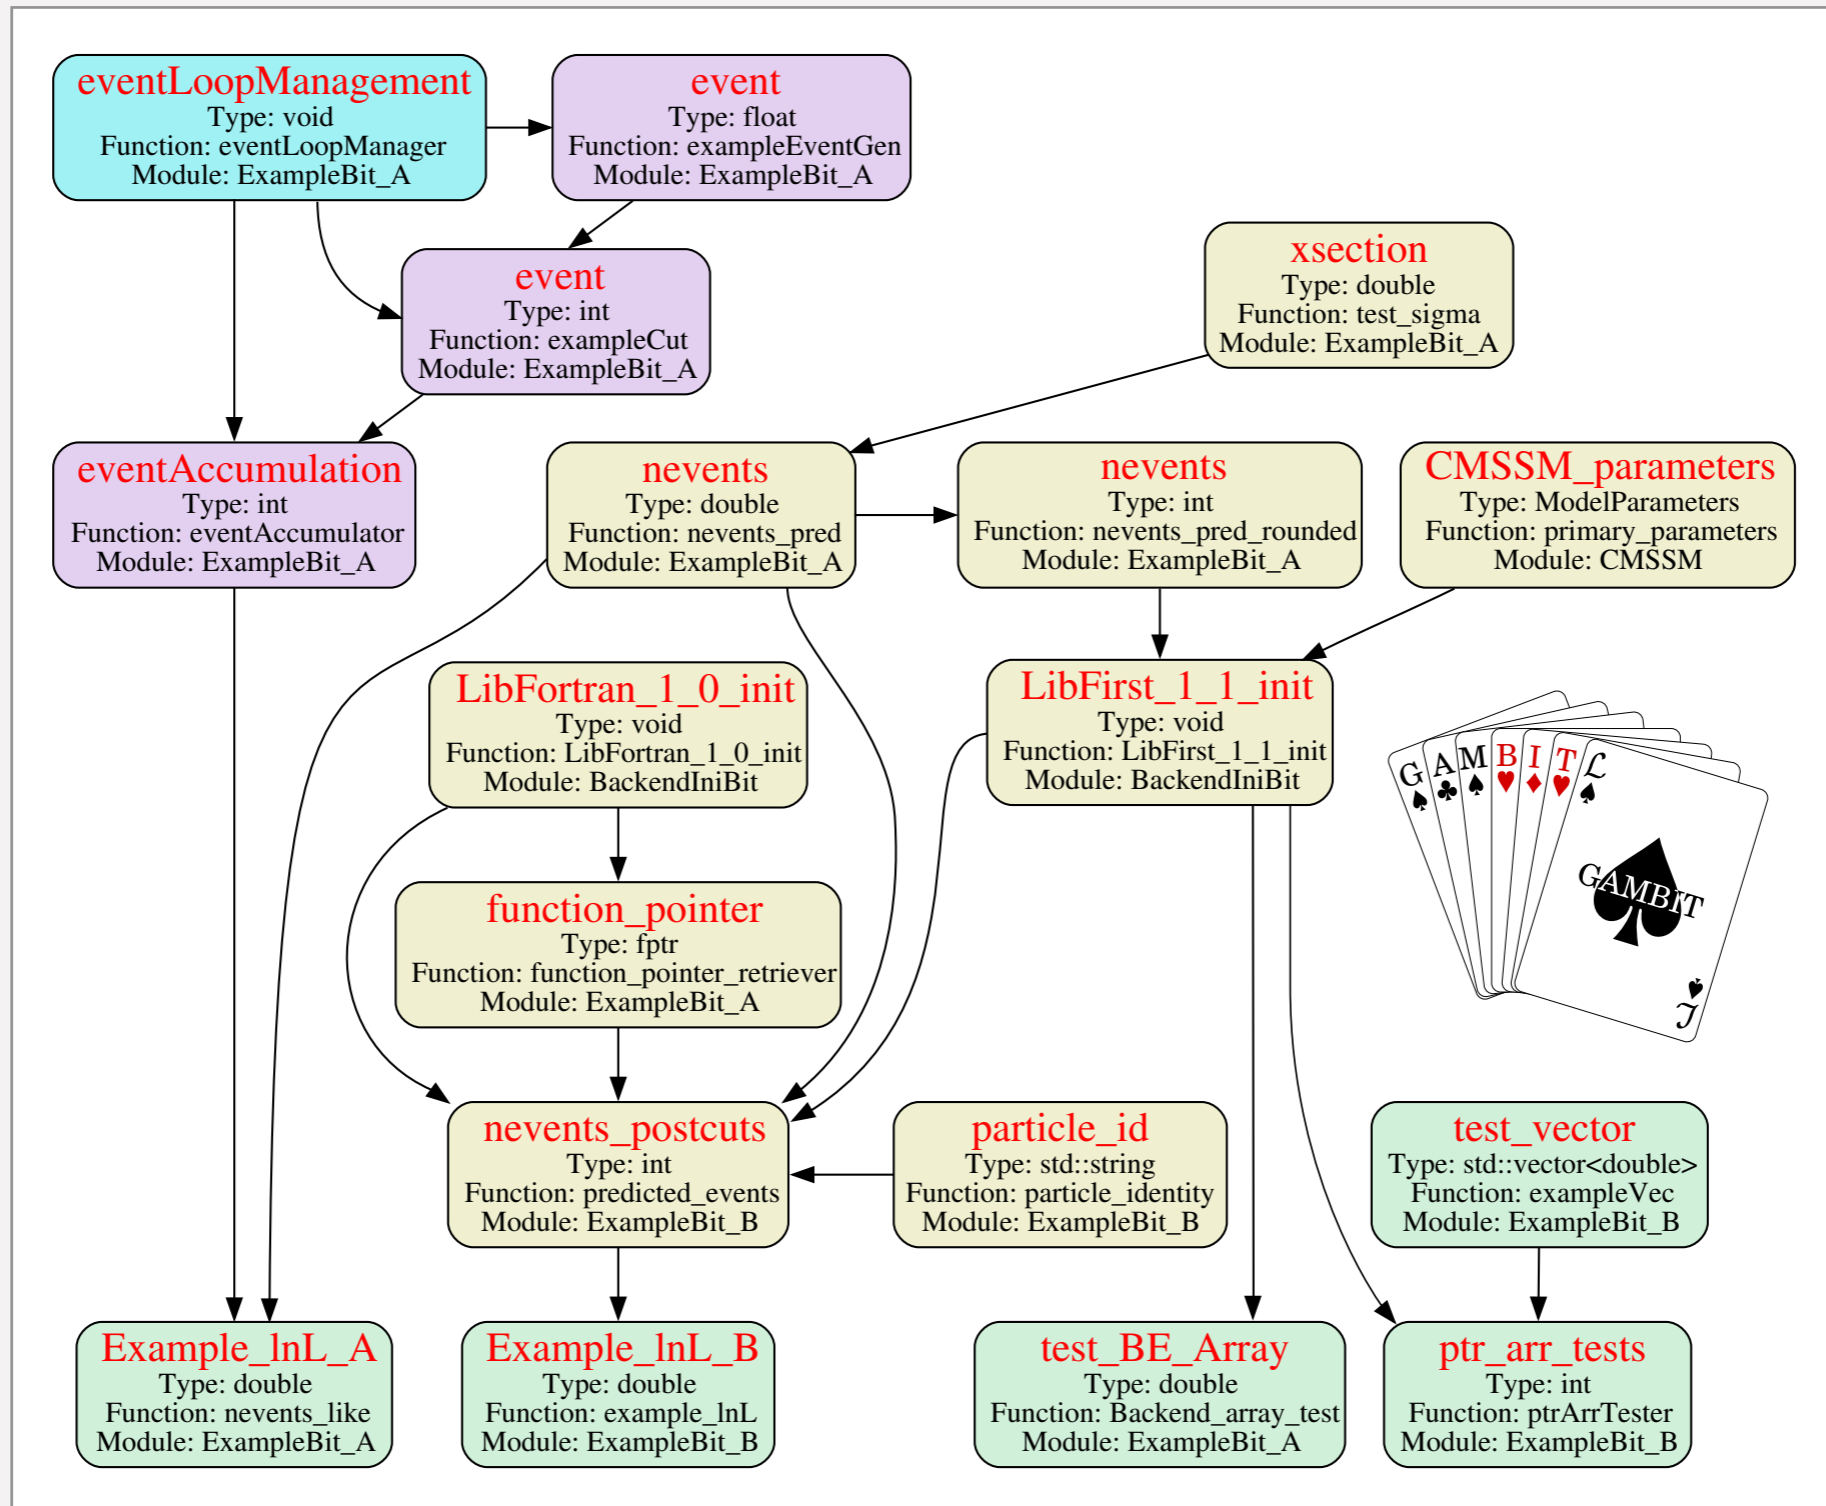 eventLoopManagement
Type: void
Function: eventLoopManager
Module: ExampleBit_A
event
Type: float
Function: exampleEventGen
Module: ExampleBit_A
event
Type: int
Function: exampleCut
Module: ExampleBit_A
xsection
Type: double
Function: test_sigma
Module: ExampleBit_A
eventAccumulation
Type: int
Function: eventAccumulator
Module: ExampleBit_A
nevents
Type: double
Function: nevents_pred
Module: ExampleBit_A
nevents
Type: int
Function: nevents_pred_rounded
Module: ExampleBit_A
CMSSM_parameters
Type: ModelParameters
Function: primary_parameters
Module: CMSSM
LibFortran_1_0_init
Type: void
Function: LibFortran_1_0_init
Module: BackendIniBit
LibFirst_1_1_init
Type: void
Function: LibFirst_1_1_init
Module: BackendIniBit
G A M B I T ℒ
GAMBIT
ℒ
function_pointer
Type: fptr
Function: function_pointer_retriever
Module: ExampleBit_A
nevents_postcuts
Type: int
Function: predicted_events
Module: ExampleBit_B
particle_id
Type: std::string
Function: particle_identity
Module: ExampleBit_B
test_vector
Type: std::vector<double>
Function: exampleVec
Module: ExampleBit_B
Example_lnL_A
Type: double
Function: nevents_like
Module: ExampleBit_A
Example_lnL_B
Type: double
Function: example_lnL
Module: ExampleBit_B
test_BE_Array
Type: double
Function: Backend_array_test
Module: ExampleBit_A
ptr_arr_tests
Type: int
Function: ptrArrTester
Module: ExampleBit_B